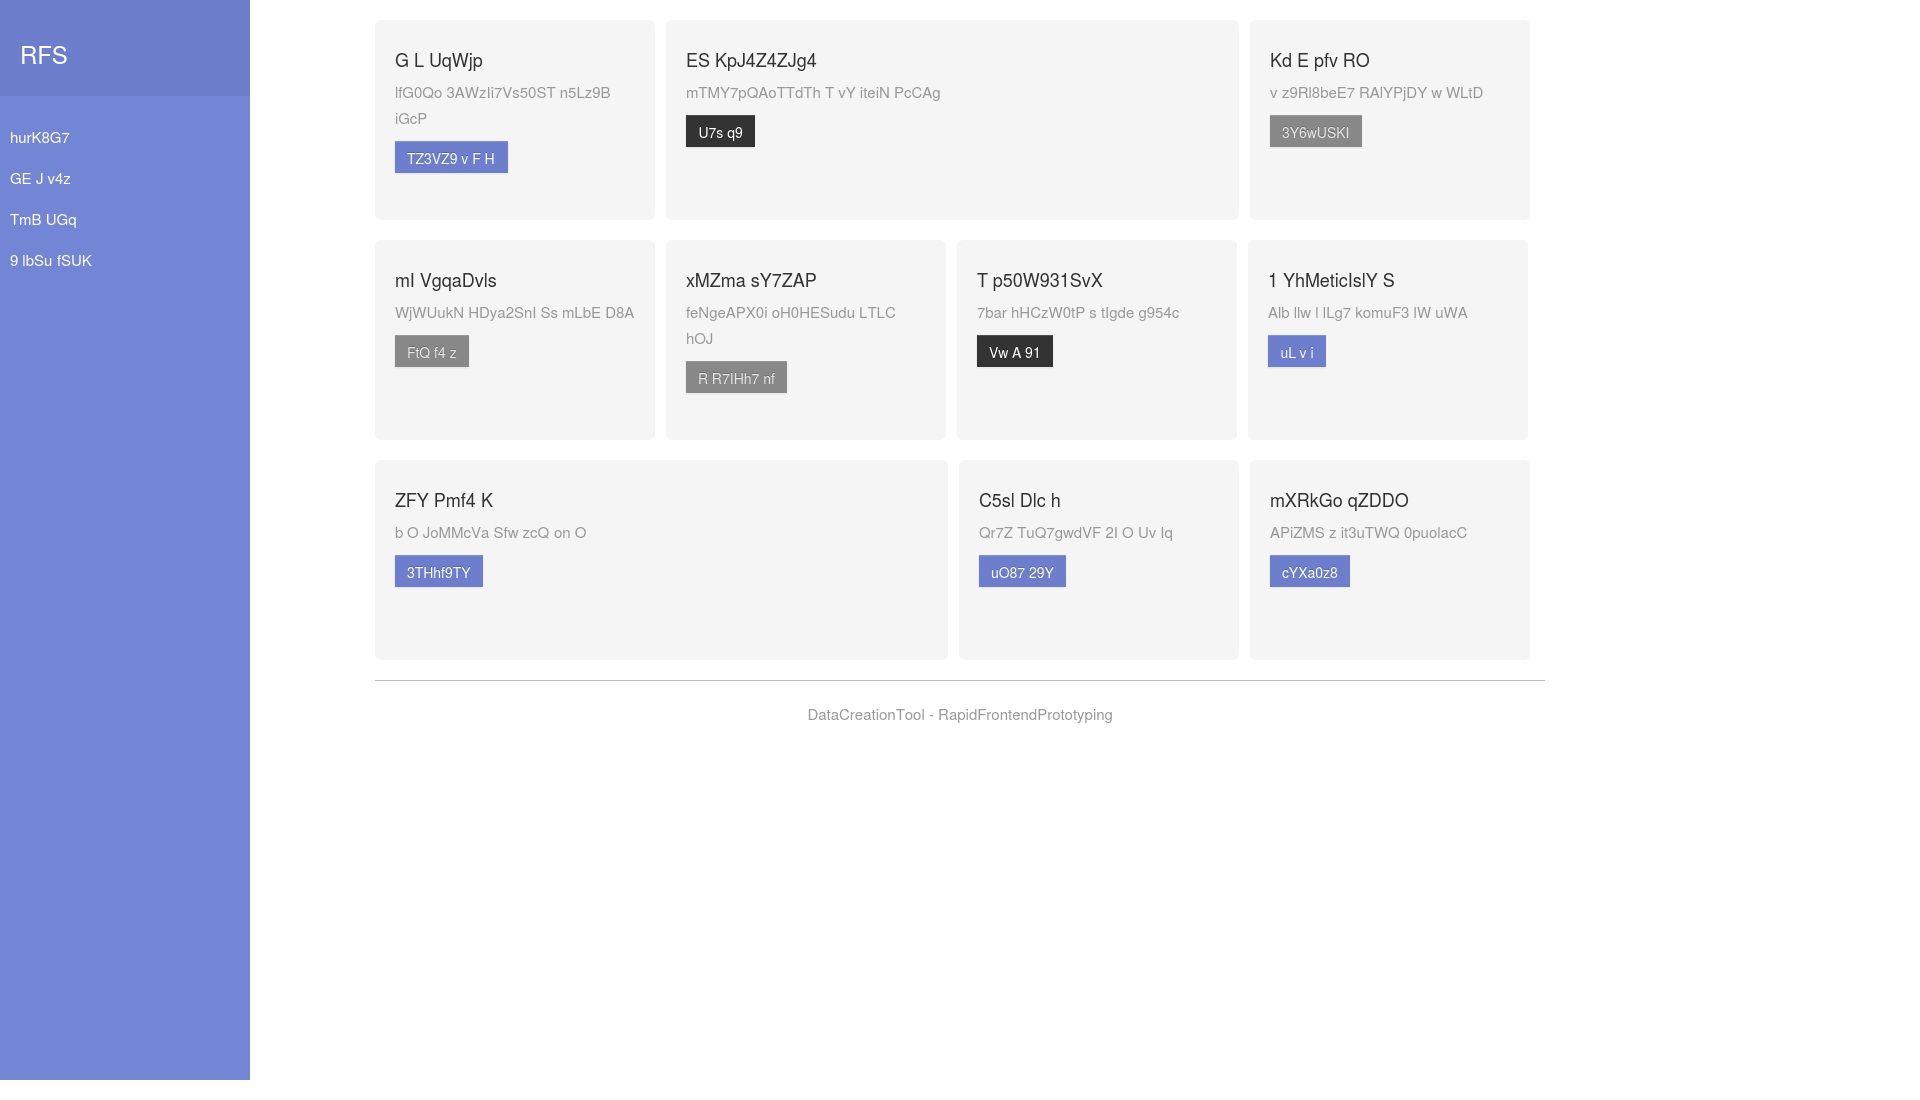 RFS
hurK8G7
GE J v4z
TmB UGq
9 lbSu fSUK
G L UqWjp
lfG0Qo 3AWzIi7Vs50ST n5Lz9B
iGcP
TZ3VZ9 v F H
ES KpJ4Z4ZJg4
mTMY7pQAoTTdTh T vY iteiN PcCAg
U7s q9
Kd E pfv RO
v z9Rl8beE7 RAlYPjDY w WLtD
3Y6wUSKI
mI VgqaDvls
WjWUukN HDya2SnI Ss mLbE D8A
FtQ f4 z
xMZma sY7ZAP
feNgeAPX0i oH0HESudu LTLC
hOJ
R R7IHh7 nf
T p50W931SvX
7bar hHCzW0tP s tIgde g954c
Vw A 91
1 YhMeticIslY S
Alb llw l lLg7 komuF3 lW uWA
uL v i
ZFY Pmf4 K
b O JoMMcVa Sfw zcQ on O
3THhf9TY
C5sl Dlc h
Qr7Z TuQ7gwdVF 2I O Uv Iq
uO87 29Y
mXRkGo qZDDO
APiZMS z it3uTWQ 0puolacC
cYXa0z8
DataCreationTool - RapidFrontendPrototyping